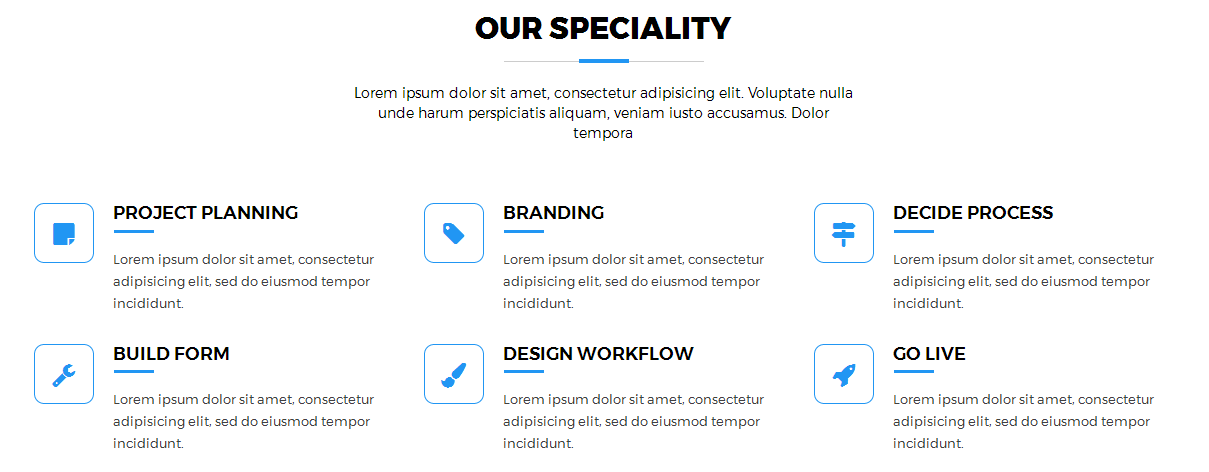 OUR SPECIALITY
Lorem ipsum dolor sit amet, consectetur adipisicing elit. Voluptate nulla
unde harum perspiciatis aliquam, veniam iusto accusamus. Dolor
tempora
PROJECT PLANNING
Lorem ipsum dolor sit amet, consectetur
adipisicing elit, sed do eiusmod tempor
incididunt.
BRANDING
Lorem ipsum dolor sit amet, consectetur
adipisicing elit, sed do eiusmod tempor
incididunt.
DECIDE PROCESS
Lorem ipsum dolor sit amet, consectetur
adipisicing elit, sed do eiusmod tempor
incididunt.
BUILD FORM
Lorem ipsum dolor sit amet, consectetur
adipisicing elit, sed do eiusmod tempor
incididunt.
DESIGN WORKFLOW
Lorem ipsum dolor sit amet, consectetur
adipisicing elit, sed do eiusmod tempor
incididunt.
GO LIVE
Lorem ipsum dolor sit amet, consectetur
adipisicing elit, sed do eiusmod tempor
incididunt.